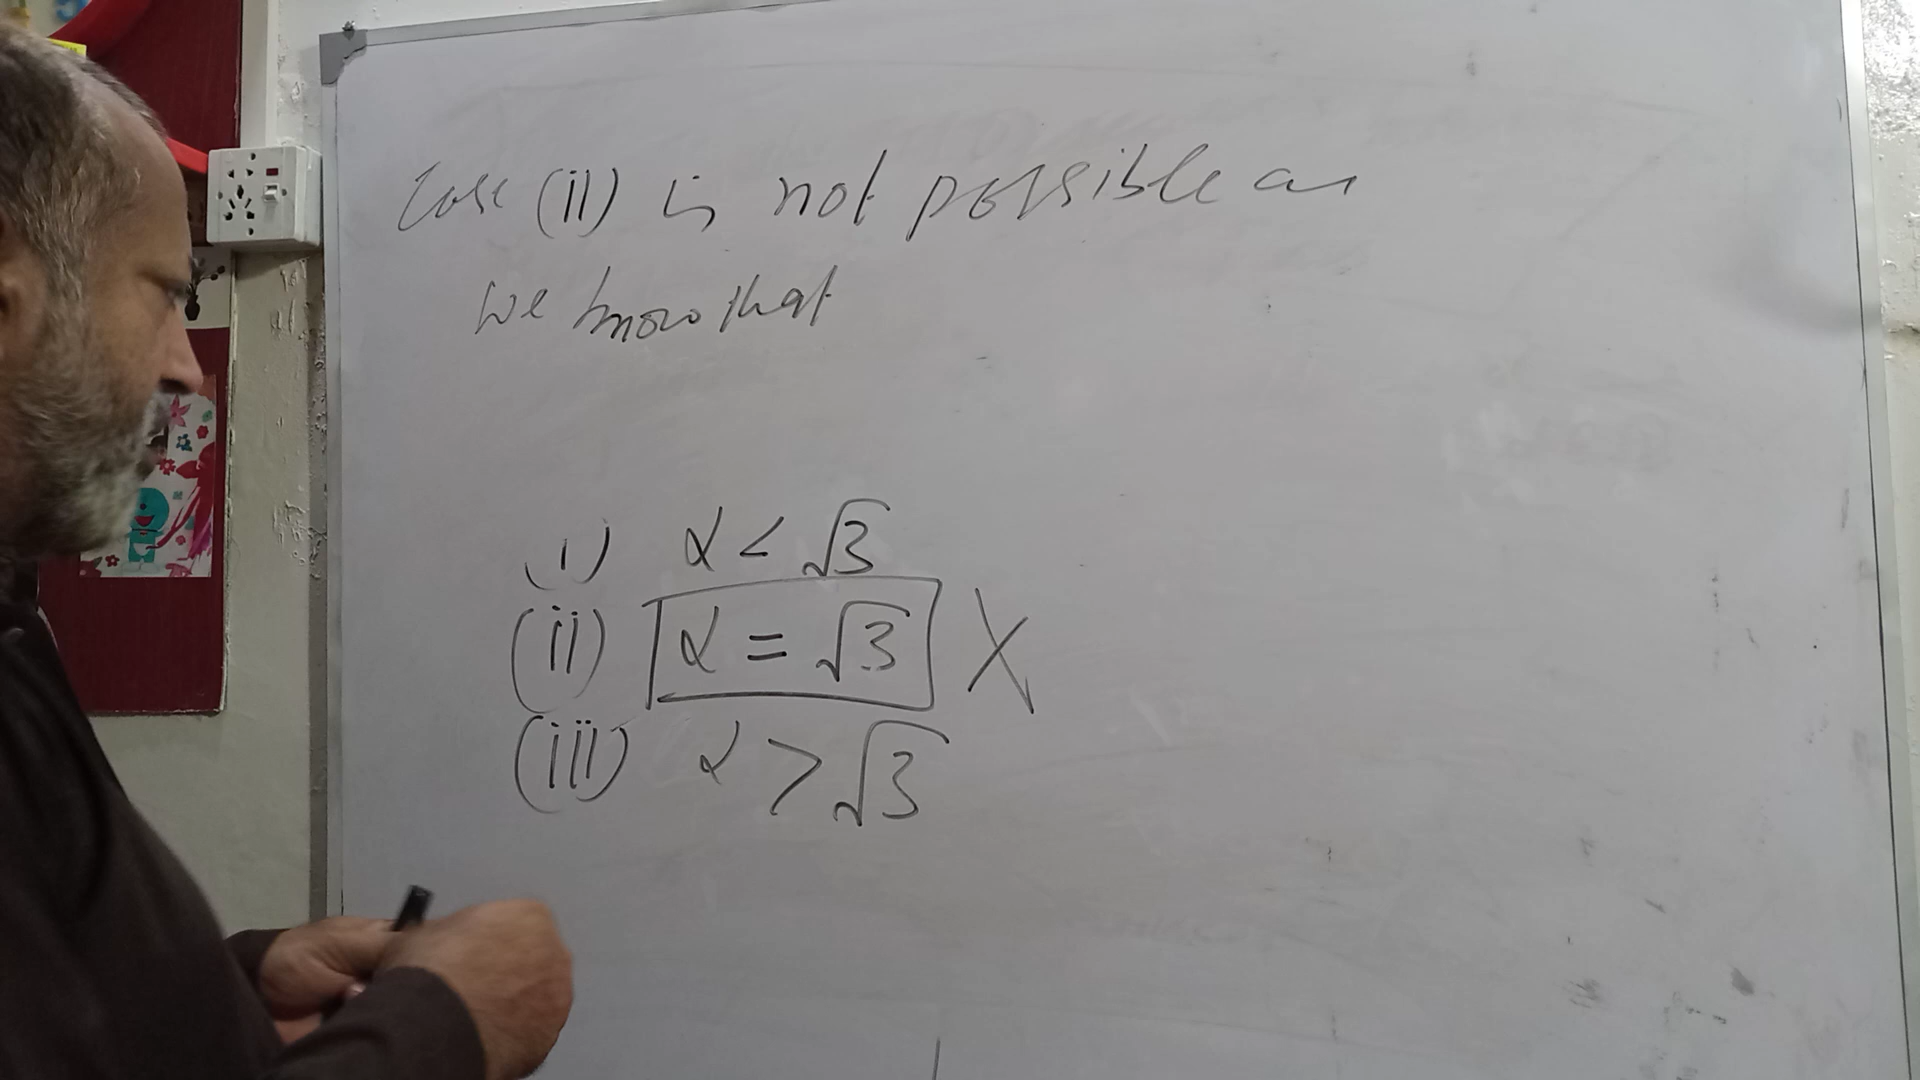 Case (ii) is not possible as
we know that
(i) α < √3
(ii) α = √3 X
(iii) α > √3